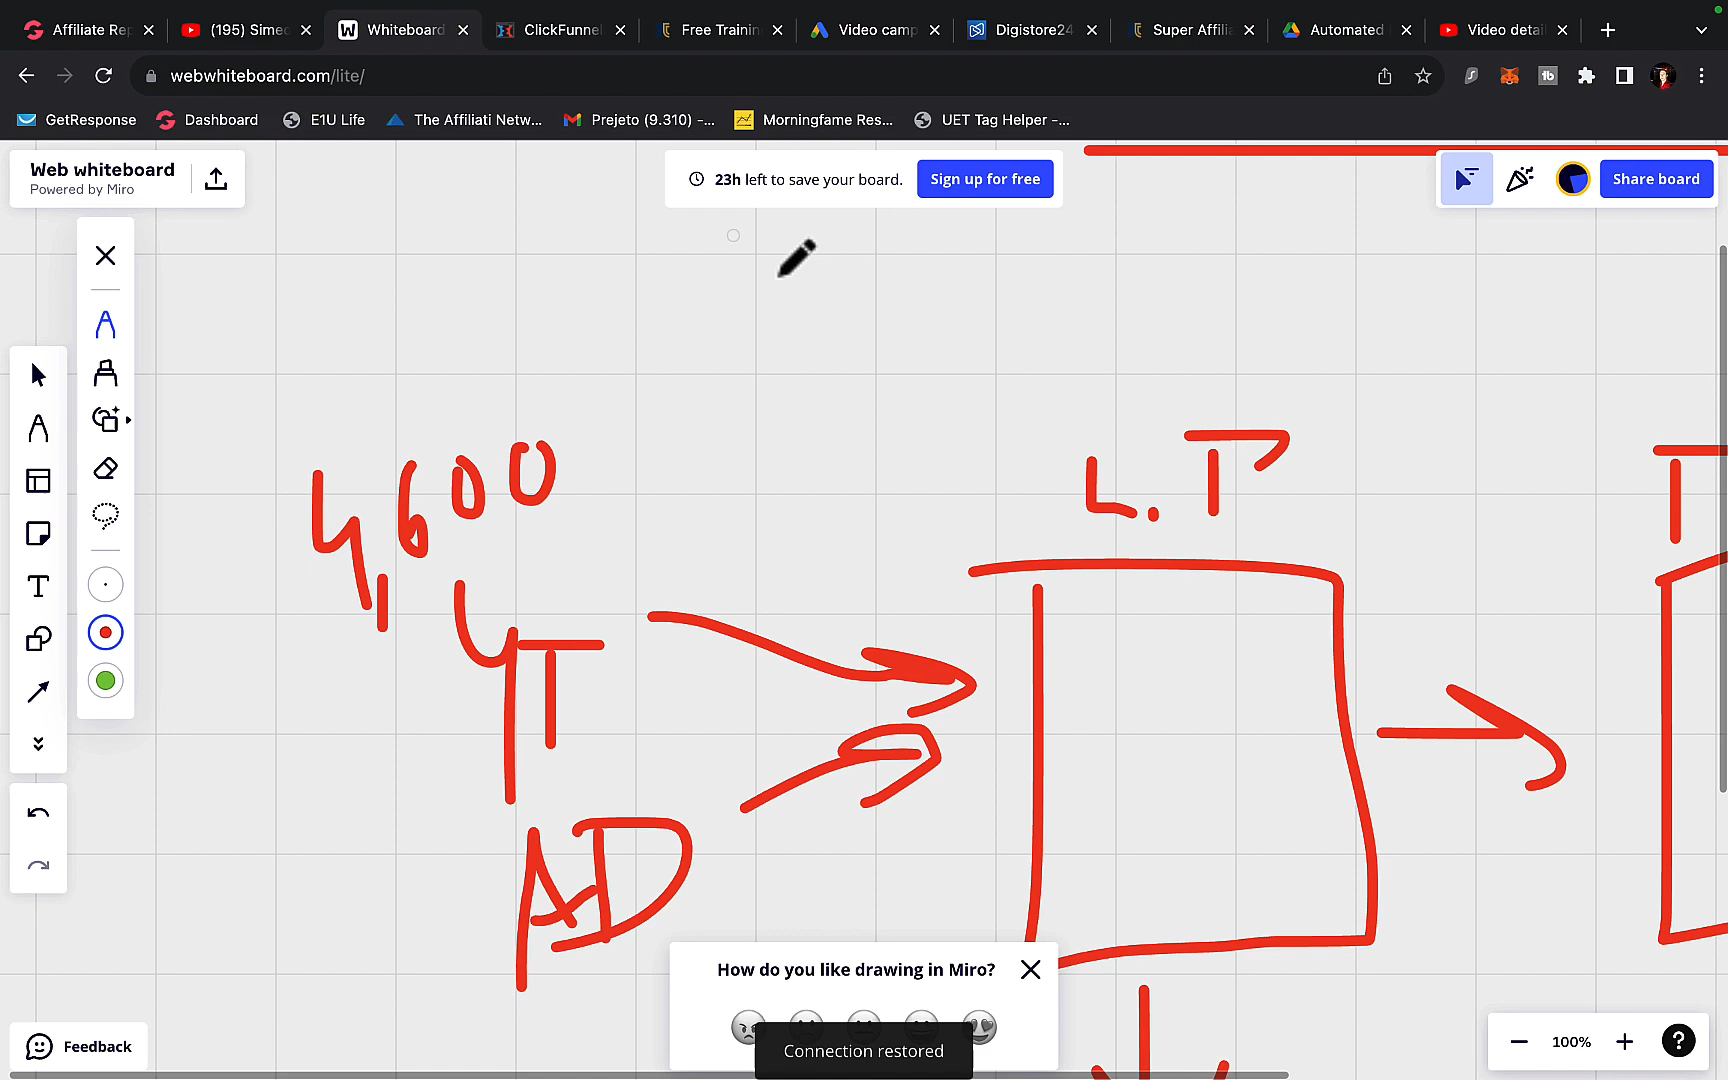 Affiliate Rep
(195) Simeo
Whiteboard
ClickFunnel
Free Trainin
Video camp
Digistore24
Super Affilia
Automated
Video detai
webwhiteboard.com/lite/
GetResponse
Dashboard
E1U Life
The Affiliati Netw...
Prejeto (9.310) -...
Morningfame Res...
UET Tag Helper -...
Web whiteboard
Powered by Miro
23h left to save your board.
Sign up for free
Share board
4,600
YT
AD
L.T
T
How do you like drawing in Miro?
Connection restored
Feedback
100%